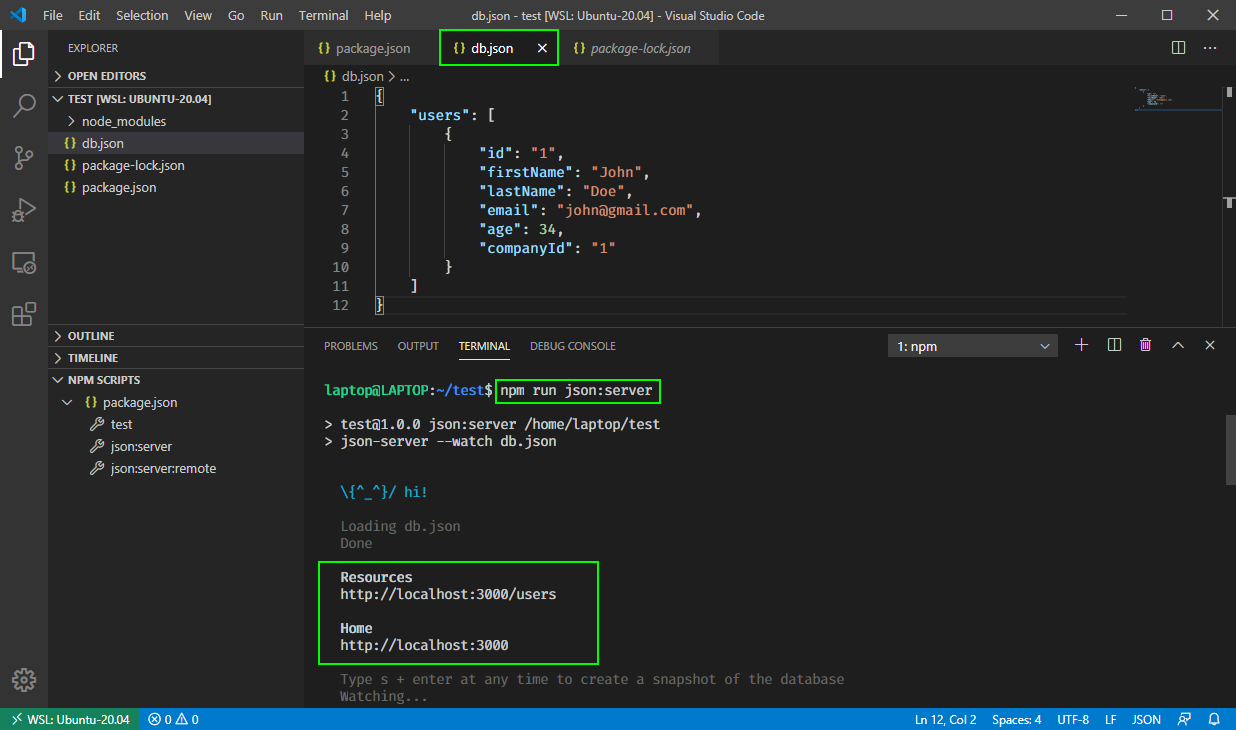 File Edit Selection View Go Run Terminal Help db.json - test [WSL: Ubuntu-20.04] - Visual Studio Code
EXPLORER
OPEN EDITORS
TEST [WSL: UBUNTU-20.04]
node_modules
{} db.json
{} package-lock.json
{} package.json
OUTLINE
TIMELINE
NPM SCRIPTS
{} package.json
test
json:server
json:server:remote
{} package.json {} db.json {} package-lock.json
{} db.json > ...
1 {
2 "users": [
3 {
4 "id": "1",
5 "firstName": "John",
6 "lastName": "Doe",
7 "email": "john@gmail.com",
8 "age": 34,
9 "companyId": "1"
10 }
11 ]
12 }
PROBLEMS OUTPUT TERMINAL DEBUG CONSOLE 1: npm
laptop@LAPTOP:~/test$ npm run json:server
> test@1.0.0 json:server /home/laptop/test
> json-server --watch db.json
\{^_^}/ hi!
Loading db.json
Done
Resources
http://localhost:3000/users
Home
http://localhost:3000
Type s + enter at any time to create a snapshot of the database
Watching...
WSL: Ubuntu-20.04 0 0 Ln 12, Col 2 Spaces: 4 UTF-8 LF JSON